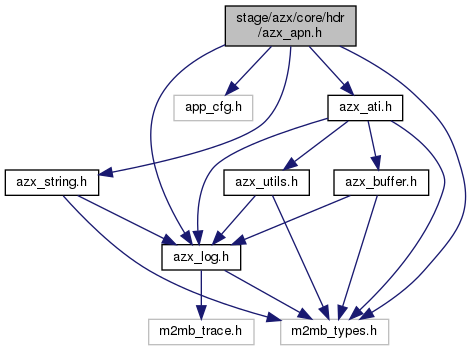 stage/azx/core/hdr
/azx_apn.h
app_cfg.h
azx_ati.h
azx_string.h
azx_utils.h
azx_buffer.h
azx_log.h
m2mb_trace.h
m2mb_types.h